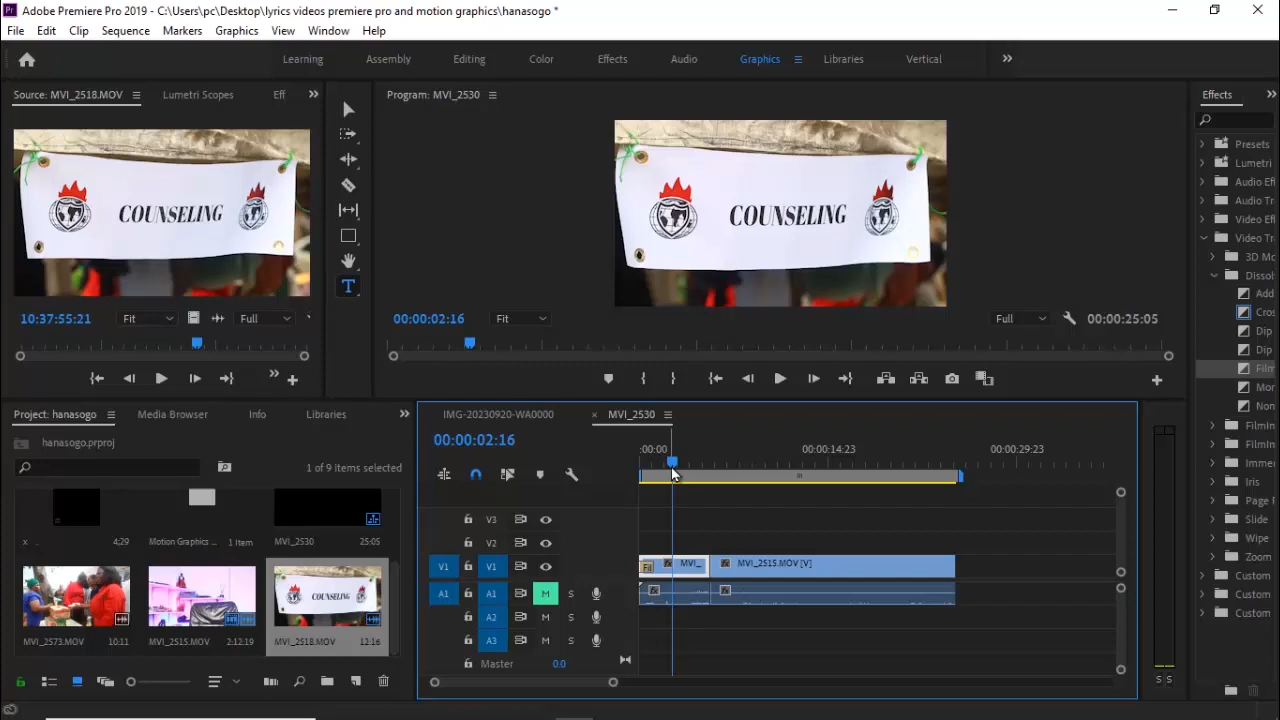 Adobe Premiere Pro 2019 - C:\Users\pc\Desktop\lyrics videos premiere pro and motion graphics\hanasogo *
File Edit Clip Sequence Markers Graphics View Window Help
Learning Assembly Editing Color Effects Audio Graphics Libraries Vertical
Source: MVI_2518.MOV Lumetri Scopes Eff
Program: MVI_2530
Effects
COUNSELING
COUNSELING
Presets
Lumetri
Audio Ef
Audio Tr
Video Ef
Video Tr
3D Mo
Dissol
Add
Cros
Dip
Dip
Film
Mor
Non
FilmIn
FilmIn
Imme
Iris
Page
Slide
Wipe
Zoom
Custom
Custom
Custom
10:37:55:21 Fit Full
00:00:02:16 Fit Full 00:00:25:05
Project: hanasogo Media Browser Info Libraries
hanasogo.prproj
1 of 9 items selected
x 4;29
Motion Graphics ... 1 Item
MVI_2530 25:05
MVI_2573.MOV 10:11
MVI_2515.MOV 2:12:19
MVI_2518.MOV 12:16
IMG-20230920-WA0000 × MVI_2530
00:00:02:16
:00:00 00:00:14:23 00:00:29:23
V3
V2
V1 V1 MVI_ MVI_2515.MOV [V]
A1 A1 M S
A2 M S
A3 M S
Master 0.0
S S